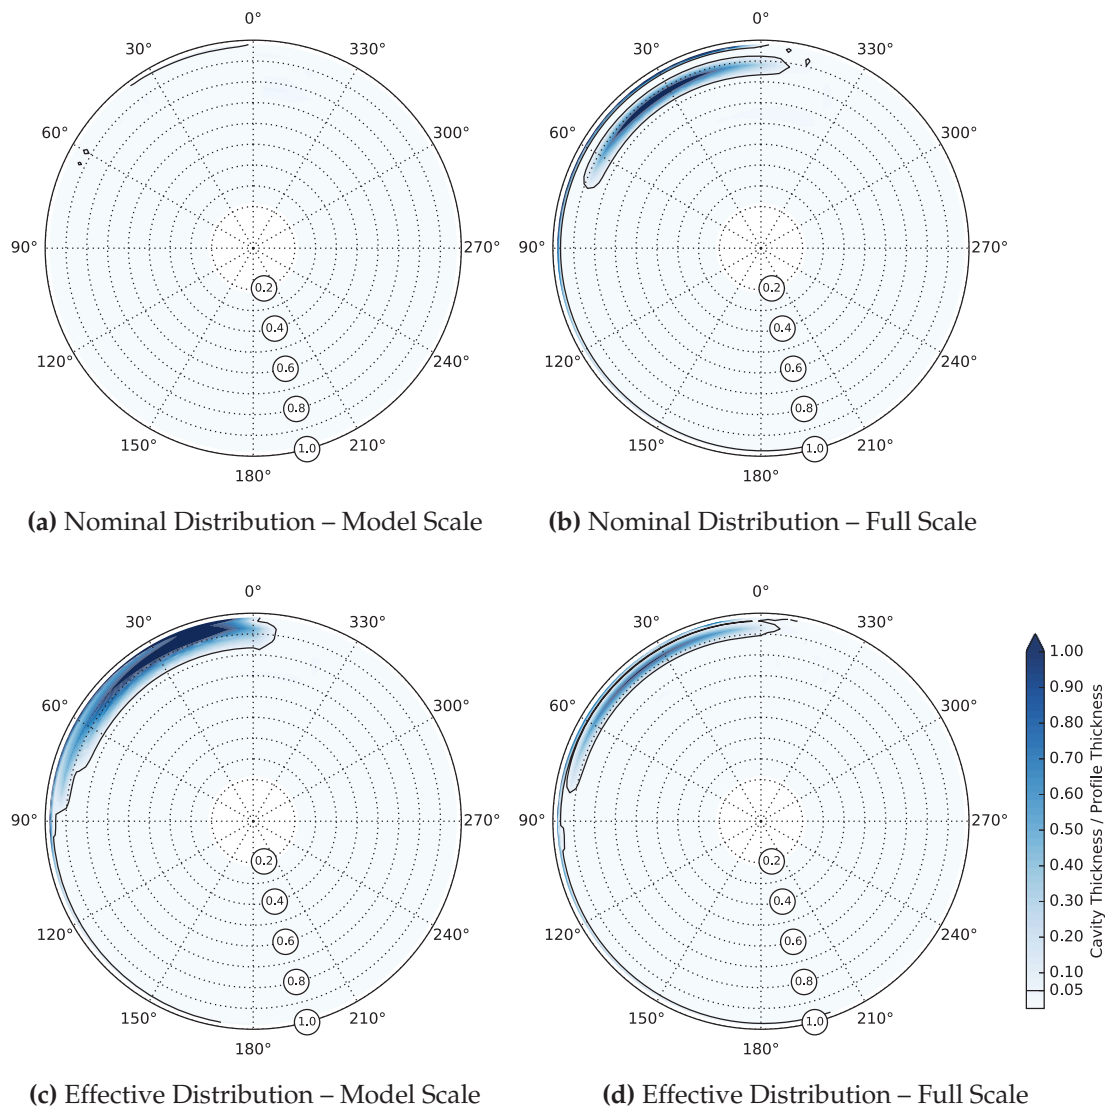 0° 0°
30° 330° 30° 330°
60° 300° 60° 300°
90° 270° 90° 270°
0.2 0.2
0.4 0.4
120° 240° 120° 240°
0.6 0.6
0.8 0.8
150° 1.0 210° 150° 1.0 210°
180° 180°
(a) Nominal Distribution – Model Scale (b) Nominal Distribution – Full Scale
0° 0°
30° 330° 30° 330°
60° 300° 60° 300°
90° 270° 90° 270°
0.2 0.2
0.4 0.4
120° 240° 120° 240°
0.6 0.6
0.8 0.8
150° 1.0 210° 150° 1.0 210°
180° 180°
1.00
0.90
0.80
0.70
0.60
0.50
0.40
0.30
0.20
0.10
0.05
Cavity Thickness / Profile Thickness
(c) Effective Distribution – Model Scale (d) Effective Distribution – Full Scale